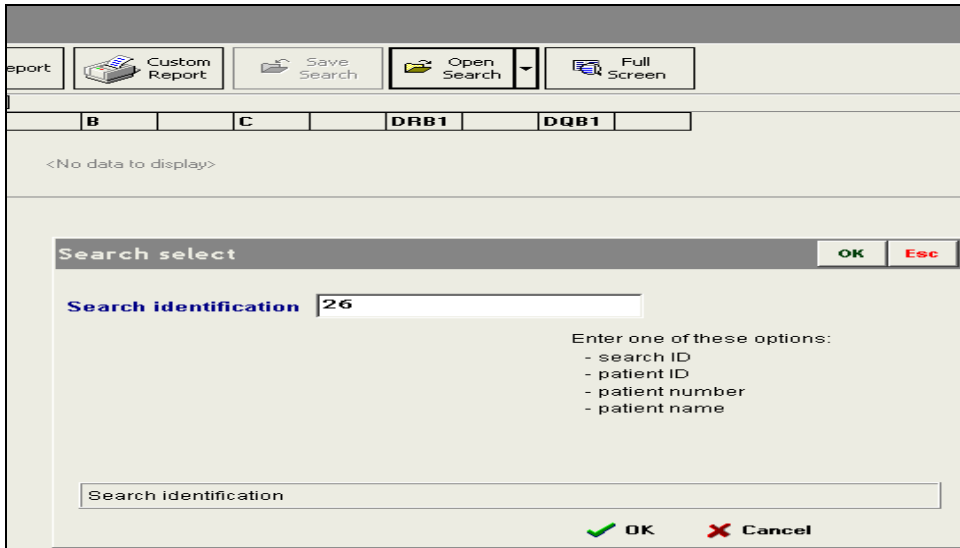 eport
Custom Report
Save Search
Open Search
Full Screen
B C DRB1 DQB1
<No data to display>
Search select OK Esc
Search identification 26
Enter one of these options:
- search ID
- patient ID
- patient number
- patient name
Search identification
OK Cancel